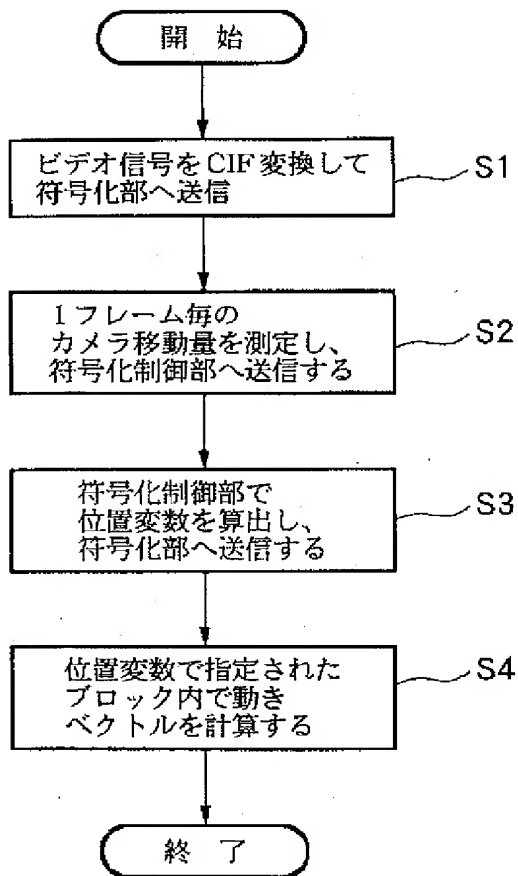 開 始
ビデオ信号をCIF変換して
符号化部へ送信
S1
1フレーム毎の
カメラ移動量を測定し、
符号化制御部へ送信する
S2
符号化制御部で
位置変数を算出し、
符号化部へ送信する
S3
位置変数で指定された
ブロック内で動き
ベクトルを計算する
S4
終 了